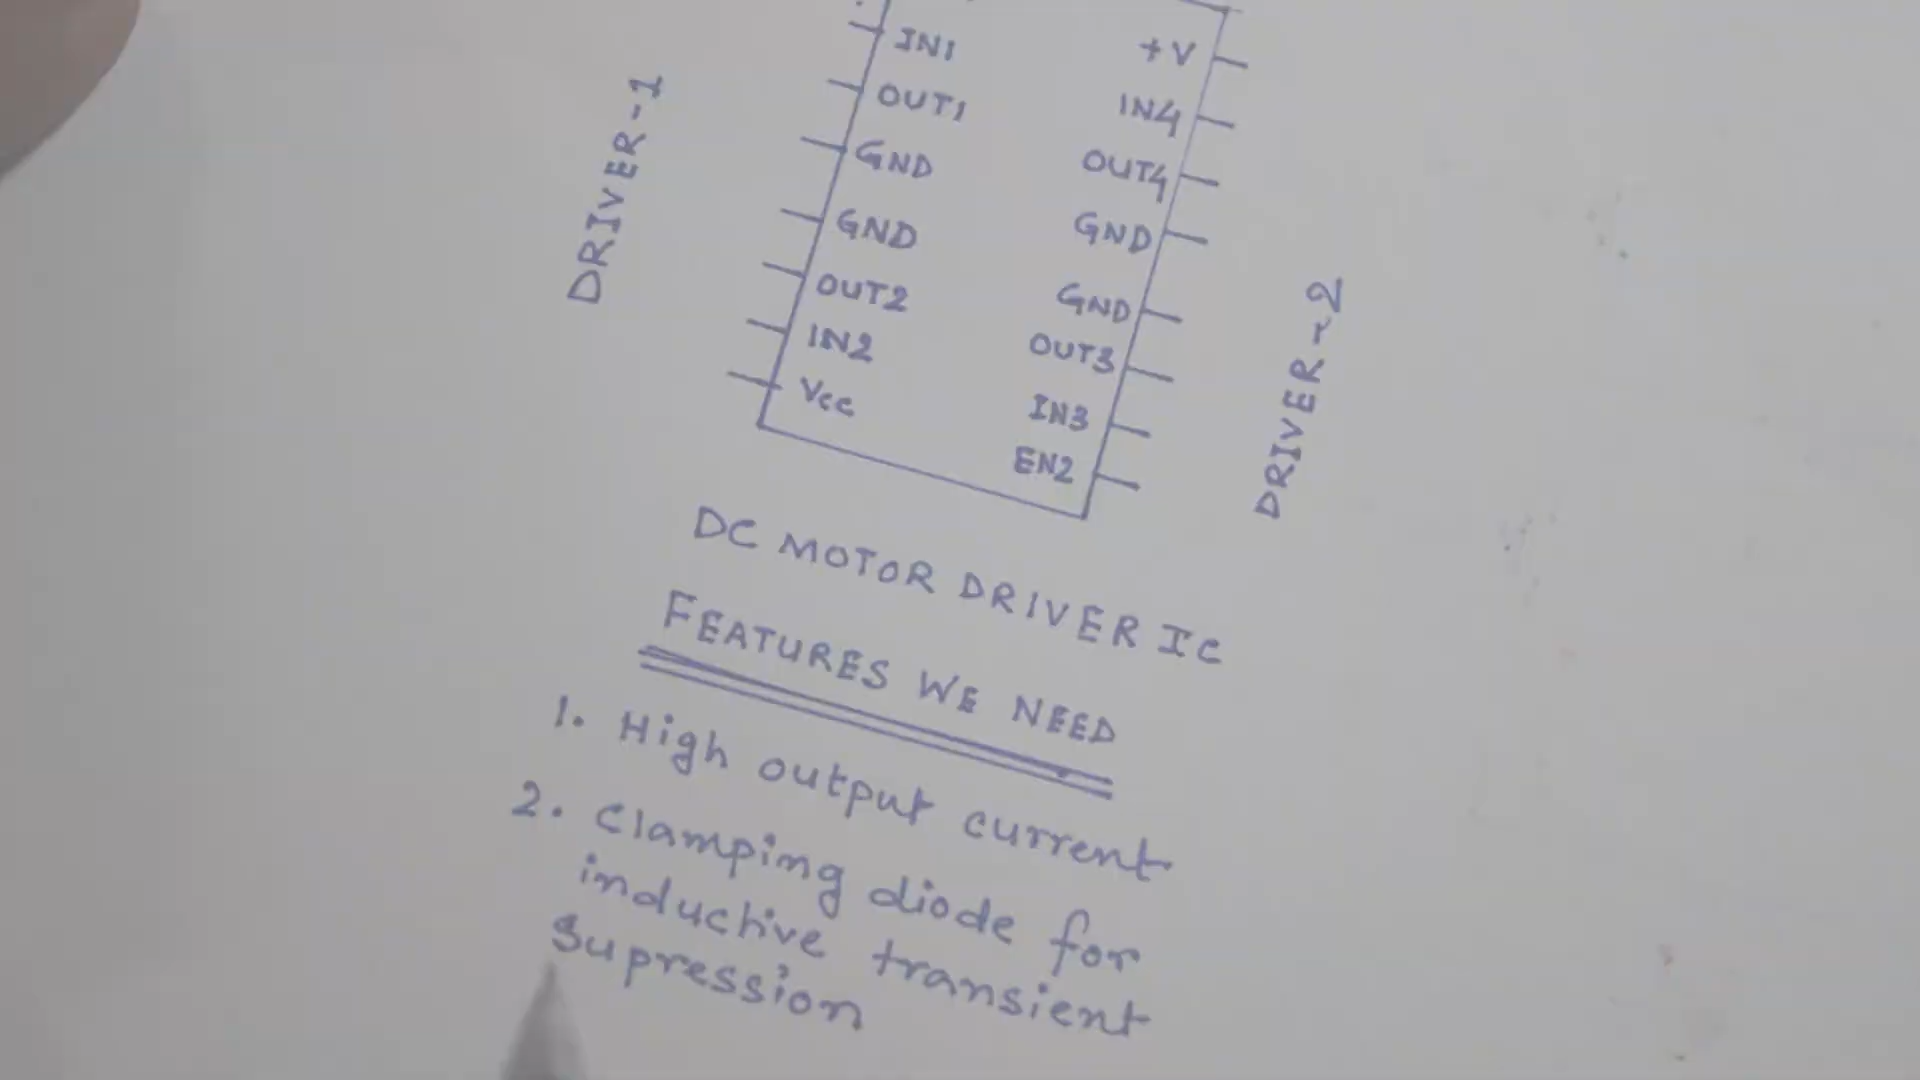 IN1
OUT1
GND
GND
OUT2
IN2
Vcc
+V
IN4
OUT4
GND
GND
OUT3
IN3
EN2
DRIVER-1
DRIVER-2
DC MOTOR DRIVER IC
FEATURES WE NEED
1. High output current
2. Clamping diode for
inductive transient
Supression